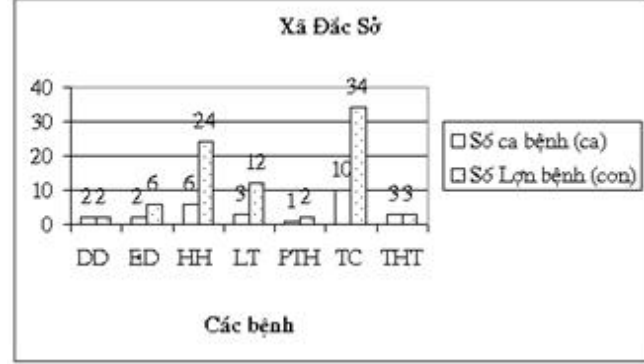 Xã Đắc Sở
40
30
20
10
0
2 2 2 6 6 24 3 12 1 2 10 34 3 3
DD ED HH LT PTH TC THT
Các bệnh
Số ca bệnh (ca)
Số Lợn bệnh (con)